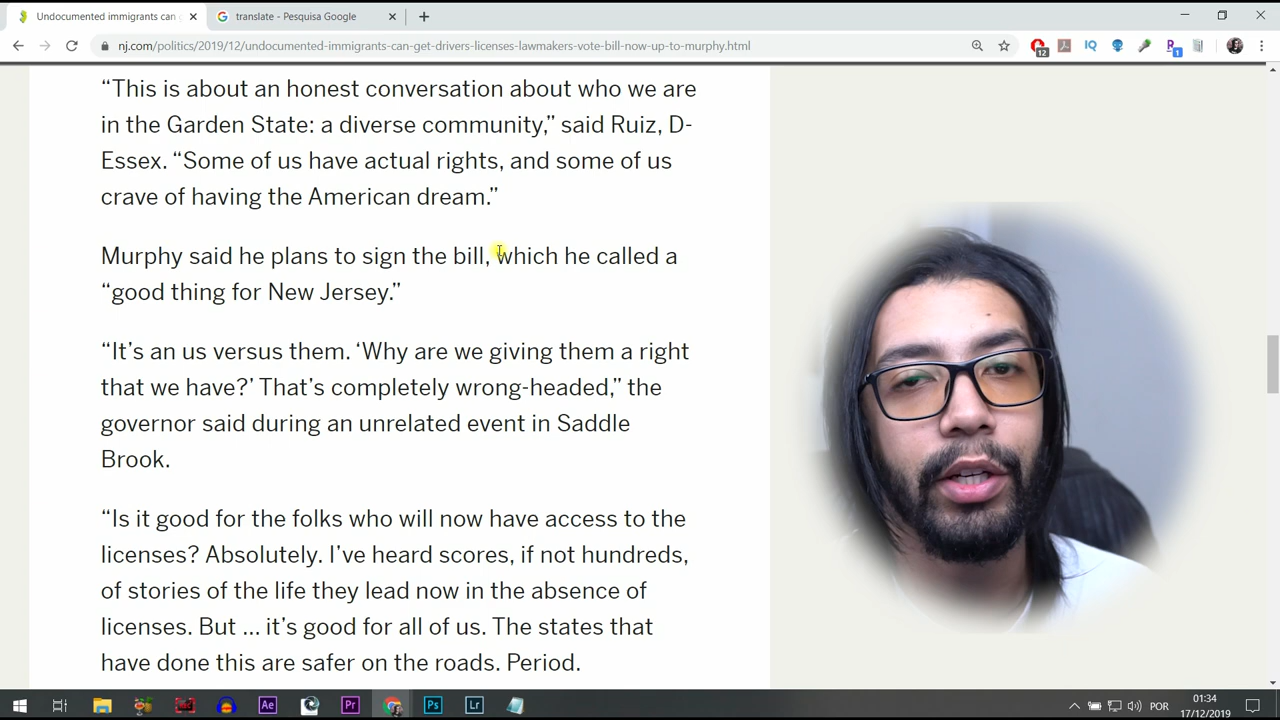 Undocumented immigrants can
translate - Pesquisa Google
nj.com/politics/2019/12/undocumented-immigrants-can-get-drivers-licenses-lawmakers-vote-bill-now-up-to-murphy.html
12
IQ
R
1
“This is about an honest conversation about who we are
in the Garden State: a diverse community,” said Ruiz, D-
Essex. “Some of us have actual rights, and some of us
crave of having the American dream.”
Murphy said he plans to sign the bill, which he called a
“good thing for New Jersey.”
“It’s an us versus them. ‘Why are we giving them a right
that we have?’ That’s completely wrong-headed,” the
governor said during an unrelated event in Saddle
Brook.
“Is it good for the folks who will now have access to the
licenses? Absolutely. I’ve heard scores, if not hundreds,
of stories of the life they lead now in the absence of
licenses. But ... it’s good for all of us. The states that
have done this are safer on the roads. Period.
Ae
Pr
Ps
Lr
POR
01:34
17/12/2019